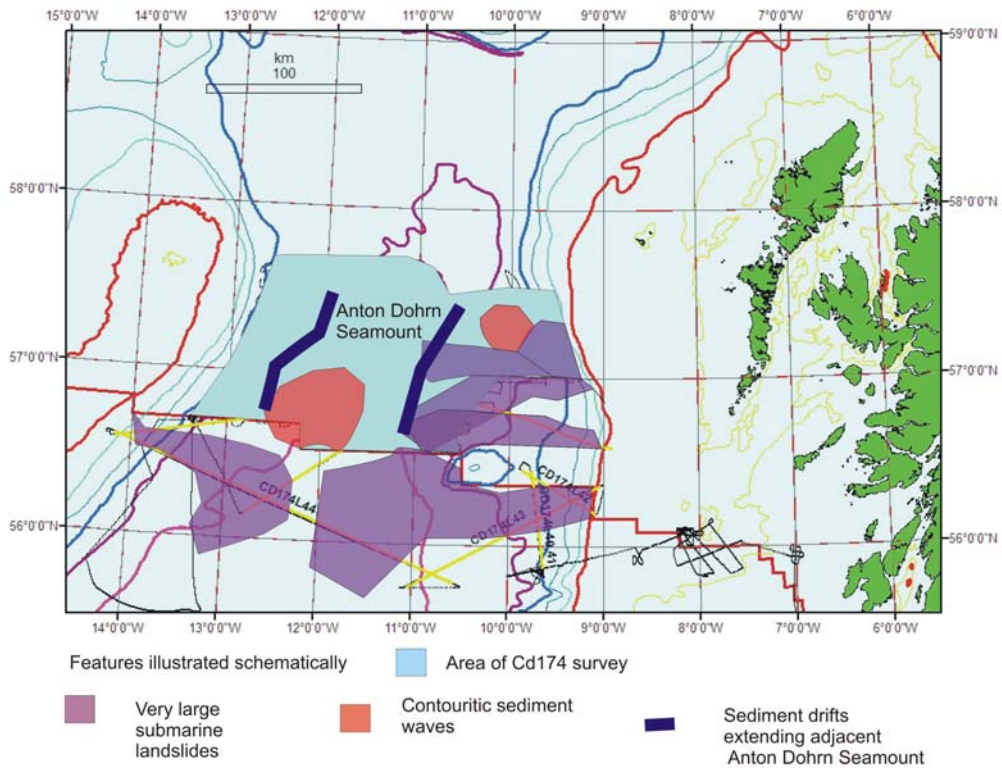 15°0'0"W 14°0'0"W 13°0'0"W 12°0'0"W 11°0'0"W 10°0'0"W 9°0'0"W 8°0'0"W 7°0'0"W 6°0'0"W
59°0'0"N
km
100
58°0'0"N
58°0'0"N
Anton Dohrn
Seamount
57°0'0"N
57°0'0"N
CD174L44
CD174L43
CD174L42
56°0'0"N
56°0'0"N
14°0'0"W 13°0'0"W 12°0'0"W 11°0'0"W 10°0'0"W 9°0'0"W 8°0'0"W 7°0'0"W 6°0'0"W
Features illustrated schematically
Area of Cd174 survey
Very large
submarine
landslides
Contouritic sediment
waves
Sediment drifts
extending adjacent
Anton Dohrn Seamount